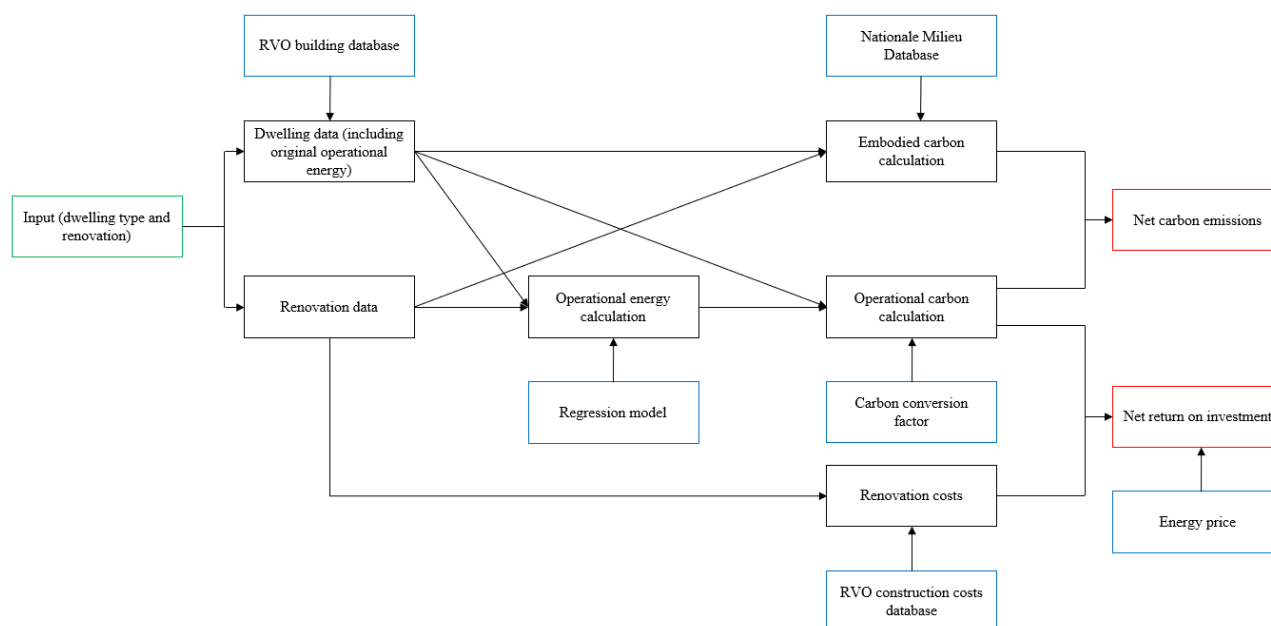 RVO building database
Nationale Milieu
Database
Dwelling data (including
original operational
energy)
Embodied carbon
calculation
Input (dwelling type and
renovation)
Net carbon emissions
Renovation data
Operational energy
calculation
Operational carbon
calculation
Regression model
Carbon conversion
factor
Net return on investment
Renovation costs
Energy price
RVO construction costs
database